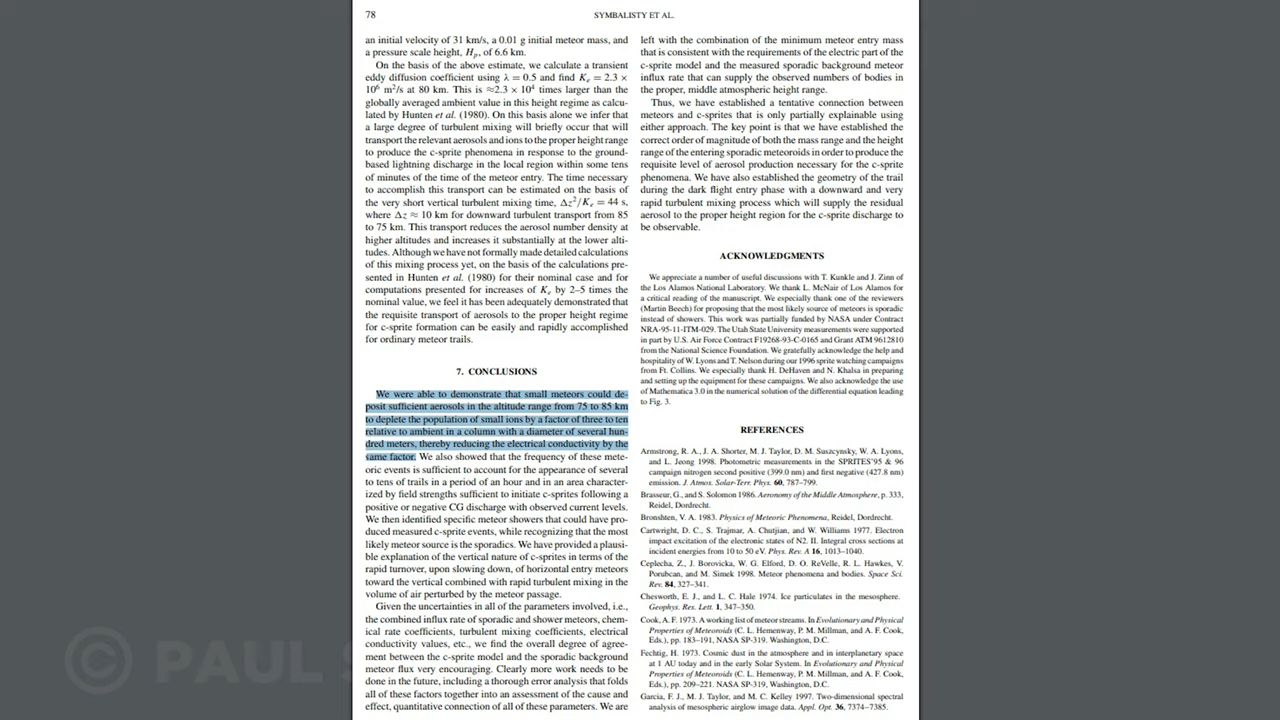 78
SYMBALISTY ET AL.
an initial velocity of 31 km/s, a 0.01 g initial meteor mass, and
a pressure scale height, Hp, of 6.6 km.
On the basis of the above estimate, we calculate a transient
eddy diffusion coefficient using λ = 0.5 and find Ke = 2.3 ×
10⁶ m²/s at 80 km. This is ≈2.3 × 10⁴ times larger than the
globally averaged ambient value in this height regime as calcu-
lated by Hunten et al. (1980). On this basis alone we infer that
a large degree of turbulent mixing will briefly occur that will
transport the relevant aerosols and ions to the proper height range
to produce the c-sprite phenomena in response to the ground-
based lightning discharge in the local region within some tens
of minutes of the time of the meteor entry. The time necessary
to accomplish this transport can be estimated on the basis of
the very short vertical turbulent mixing time, Δz²/Ke = 44 s,
where Δz ≈ 10 km for downward turbulent transport from 85
to 75 km. This transport reduces the aerosol number density at
higher altitudes and increases it substantially at the lower alti-
tudes. Although we have not formally made detailed calculations
of this mixing process yet, on the basis of the calculations pre-
sented in Hunten et al. (1980) for their nominal case and for
computations presented for increases of Ke by 2–5 times the
nominal value, we feel it has been adequately demonstrated that
the requisite transport of aerosols to the proper height regime
for c-sprite formation can be easily and rapidly accomplished
for ordinary meteor trails.
7. CONCLUSIONS
We were able to demonstrate that small meteors could de-
posit sufficient aerosols in the altitude range from 75 to 85 km
to deplete the population of small ions by a factor of three to ten
relative to ambient in a column with a diameter of several hun-
dred meters, thereby reducing the electrical conductivity by the
same factor. We also showed that the frequency of these mete-
oric events is sufficient to account for the appearance of several
to tens of trails in a period of an hour and in an area character-
ized by field strengths sufficient to initiate c-sprites following a
positive or negative CG discharge with observed current levels.
We then identified specific meteor showers that could have pro-
duced measured c-sprite events, while recognizing that the most
likely meteor source is the sporadics. We have provided a plausi-
ble explanation of the vertical nature of c-sprites in terms of the
rapid turnover, upon slowing down, of horizontal entry meteors
toward the vertical combined with rapid turbulent mixing in the
volume of air perturbed by the meteor passage.
Given the uncertainties in all of the parameters involved, i.e.,
the combined influx rate of sporadic and shower meteors, chem-
ical rate coefficients, turbulent mixing coefficients, electrical
conductivity values, etc., we find the overall degree of agree-
ment between the c-sprite model and the sporadic background
meteor flux very encouraging. Clearly more work needs to be
done in the future, including a thorough error analysis that folds
all of these factors together into an assessment of the cause and
effect, quantitative connection of all of these parameters. We are
left with the combination of the minimum meteor entry mass
that is consistent with the requirements of the electric part of the
c-sprite model and the measured sporadic background meteor
influx rate that can supply the observed numbers of bodies in
the proper, middle atmospheric height range.
Thus, we have established a tentative connection between
meteors and c-sprites that is only partially explainable using
either approach. The key point is that we have established the
correct order of magnitude of both the mass range and the height
range of the entering sporadic meteoroids in order to produce the
requisite level of aerosol production necessary for the c-sprite
phenomena. We have also established the geometry of the trail
during the dark flight entry phase with a downward and very
rapid turbulent mixing process which will supply the residual
aerosol to the proper height region for the c-sprite discharge to
be observable.
ACKNOWLEDGMENTS
We appreciate a number of useful discussions with T. Kunkle and J. Zinn of
the Los Alamos National Laboratory. We thank L. McNair of Los Alamos for
a critical reading of the manuscript. We especially thank one of the reviewers
(Martin Beech) for proposing that the most likely source of meteors is sporadic
instead of showers. This work was partially funded by NASA under Contract
NRA-95-11-ITM-029. The Utah State University measurements were supported
in part by U.S. Air Force Contract F19268-93-C-0165 and Grant ATM 9612810
from the National Science Foundation. We gratefully acknowledge the help and
hospitality of W. Lyons and T. Nelson during our 1996 sprite watching campaigns
from Ft. Collins. We especially thank H. DeHaven and N. Khalsa in preparing
and setting up the equipment for these campaigns. We also acknowledge the use
of Mathematica 3.0 in the numerical solution of the differential equation leading
to Fig. 3.
REFERENCES
Armstrong, R. A., J. A. Shorter, M. J. Taylor, D. M. Suszcynsky, W. A. Lyons,
and L. Jeong 1998. Photometric measurements in the SPRITES'95 & 96
campaign nitrogen second positive (399.0 nm) and first negative (427.8 nm)
emission. J. Atmos. Solar-Terr. Phys. 60, 787–799.
Brasseur, G., and S. Solomon 1986. Aeronomy of the Middle Atmosphere, p. 333,
Reidel, Dordrecht.
Bronshten, V. A. 1983. Physics of Meteoric Phenomena, Reidel, Dordrecht.
Cartwright, D. C., S. Trajmar, A. Chutjian, and W. Williams 1977. Electron
impact excitation of the electronic states of N2. II. Integral cross sections at
incident energies from 10 to 50 eV. Phys. Rev. A 16, 1013–1040.
Ceplecha, Z., J. Borovicka, W. G. Elford, D. O. ReVelle, R. L. Hawkes, V.
Porubcan, and M. Simek 1998. Meteor phenomena and bodies. Space Sci.
Rev. 84, 327–341.
Chesworth, E. J., and L. C. Hale 1974. Ice particulates in the mesosphere.
Geophys. Res. Lett. 1, 347–350.
Cook, A. F. 1973. A working list of meteor streams. In Evolutionary and Physical
Properties of Meteoroids (C. L. Hemenway, P. M. Millman, and A. F. Cook,
Eds.), pp. 183–191, NASA SP-319. Washington, D.C.
Fechtig, H. 1973. Cosmic dust in the atmosphere and in interplanetary space
at 1 AU today and in the early Solar System. In Evolutionary and Physical
Properties of Meteoroids (C. L. Hemenway, P. M. Millman, and A. F. Cook,
Eds.), pp. 209–221. NASA SP-319, Washington, D.C.
Garcia, F. J., M. J. Taylor, and M. C. Kelley 1997. Two-dimensional spectral
analysis of mesospheric airglow image data. Appl. Opt. 36, 7374–7385.
© PAUL S